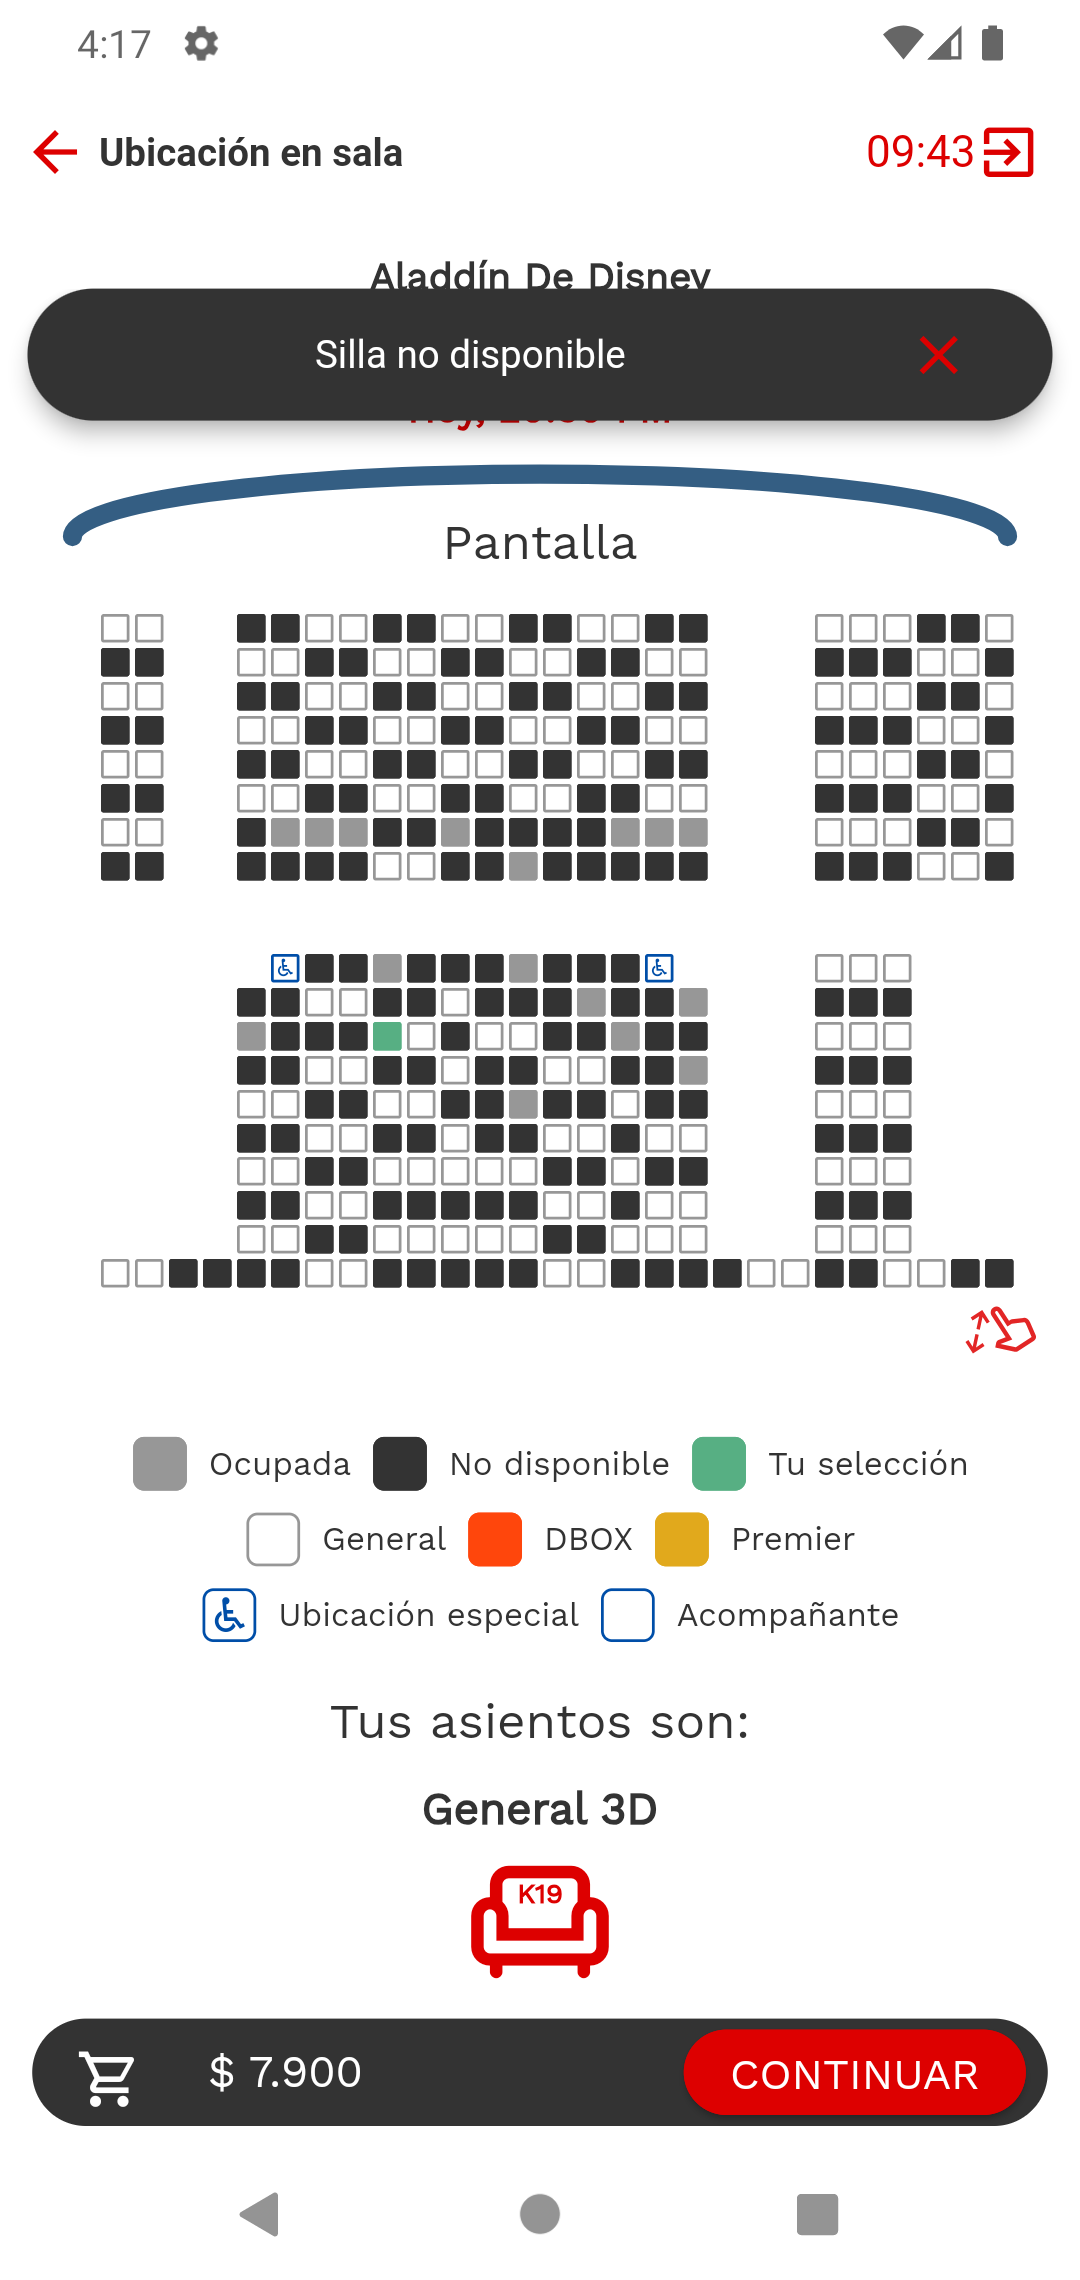 4:17
Ubicación en sala
09:43
Aladdín De Disney
Silla no disponible
Pantalla
Ocupada
No disponible
Tu selección
General
DBOX
Premier
Ubicación especial
Acompañante
Tus asientos son:
General 3D
K19
$ 7.900
CONTINUAR